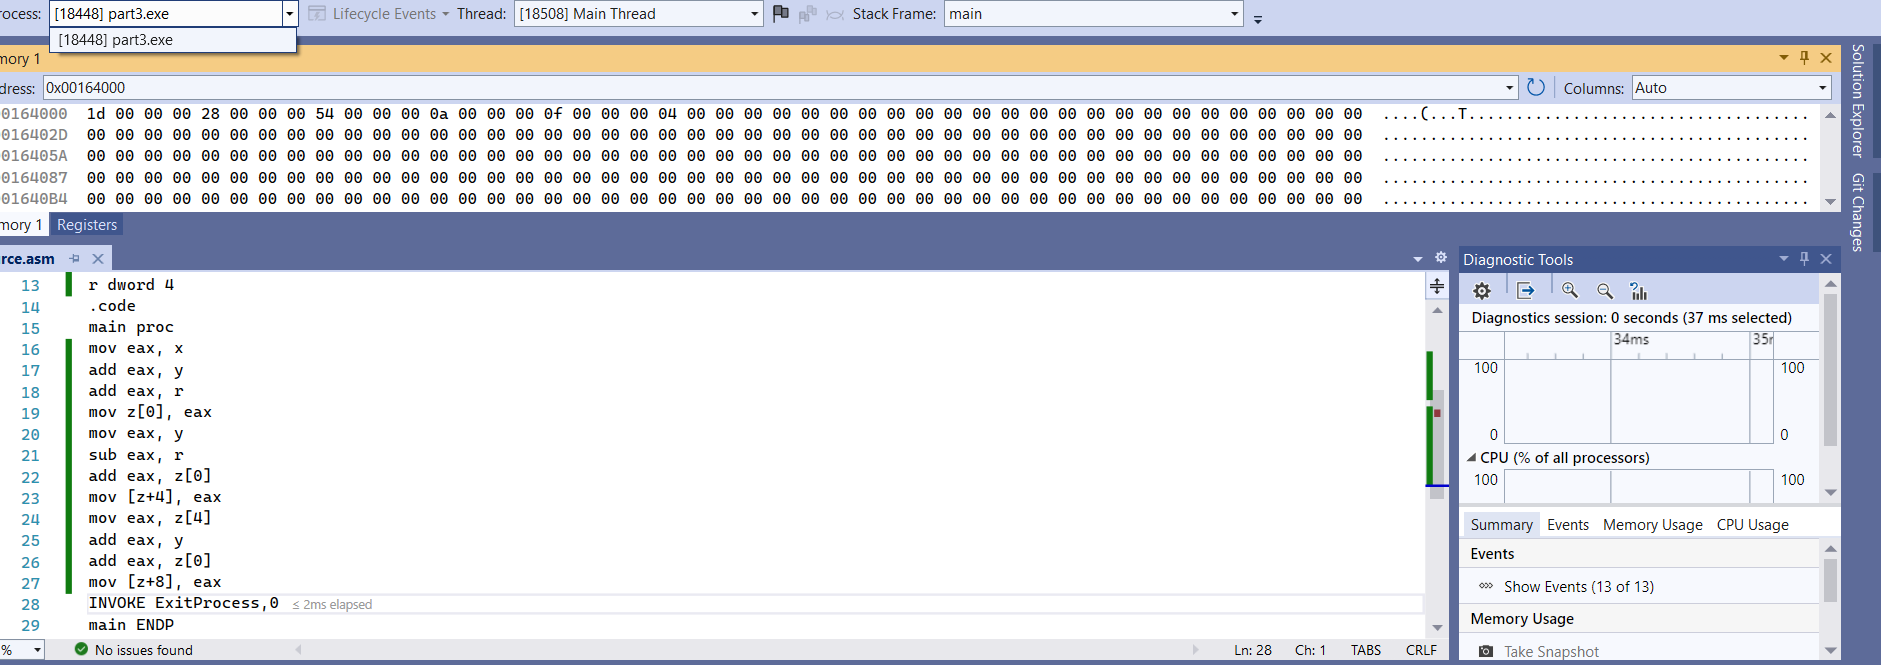 rocess: [18448] part3.exe Lifecycle Events Thread: [18508] Main Thread Stack Frame: main
[18448] part3.exe
mory 1
dress: 0x00164000 Columns: Auto
00164000 1d 00 00 00 28 00 00 00 54 00 00 00 0a 00 00 00 0f 00 00 00 04 00 00 00 00 00 00 00 00 00 00 00 00 00 00 00 00 00 00 00 00 00 00 00 00 ....(...T....................................
0016402D 00 00 00 00 00 00 00 00 00 00 00 00 00 00 00 00 00 00 00 00 00 00 00 00 00 00 00 00 00 00 00 00 00 00 00 00 00 00 00 00 00 00 00 00 00 .............................................
0016405A 00 00 00 00 00 00 00 00 00 00 00 00 00 00 00 00 00 00 00 00 00 00 00 00 00 00 00 00 00 00 00 00 00 00 00 00 00 00 00 00 00 00 00 00 00 .............................................
00164087 00 00 00 00 00 00 00 00 00 00 00 00 00 00 00 00 00 00 00 00 00 00 00 00 00 00 00 00 00 00 00 00 00 00 00 00 00 00 00 00 00 00 00 00 00 .............................................
001640B4 00 00 00 00 00 00 00 00 00 00 00 00 00 00 00 00 00 00 00 00 00 00 00 00 00 00 00 00 00 00 00 00 00 00 00 00 00 00 00 00 00 00 00 00 00 .............................................
mory 1 Registers
Solution Explorer
Git Changes
rce.asm
13 r dword 4
14 .code
15 main proc
16 mov eax, x
17 add eax, y
18 add eax, r
19 mov z[0], eax
20 mov eax, y
21 sub eax, r
22 add eax, z[0]
23 mov [z+4], eax
24 mov eax, z[4]
25 add eax, y
26 add eax, z[0]
27 mov [z+8], eax
28 INVOKE ExitProcess,0 ≤ 2ms elapsed
29 main ENDP
% No issues found Ln: 28 Ch: 1 TABS CRLF
Diagnostic Tools
Diagnostics session: 0 seconds (37 ms selected)
34ms 35
100 100
0 0
CPU (% of all processors)
100 100
Summary Events Memory Usage CPU Usage
Events
Show Events (13 of 13)
Memory Usage
Take Snapshot